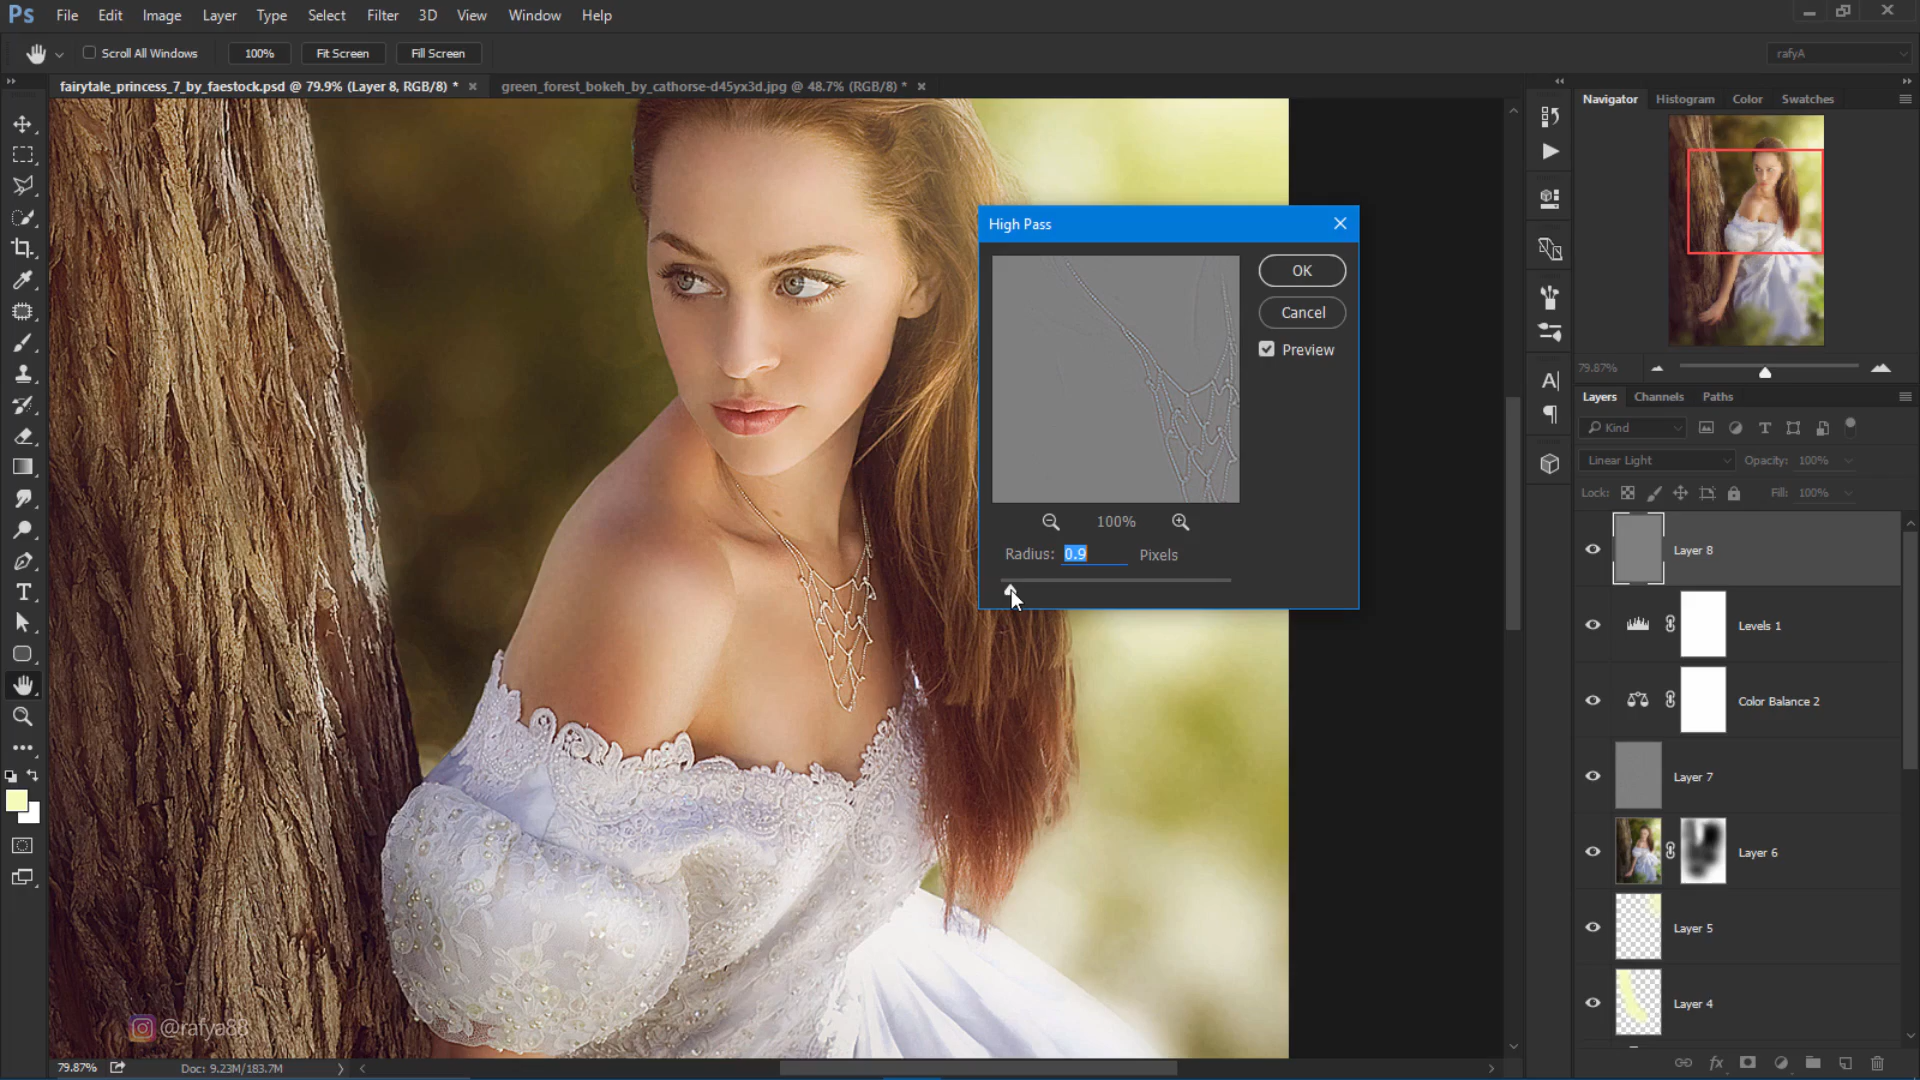 Ps File Edit Image Layer Type Select Filter 3D View Window Help
Scroll All Windows 100% Fit Screen Fill Screen rafyA
fairytale_princess_7_by_faestock.psd @ 79.9% (Layer 8, RGB/8) * × green_forest_bokeh_by_cathorse-d45yx3d.jpg @ 48.7% (RGB/8) * ×
Navigator Histogram Color Swatches
High Pass
OK
Cancel
Preview
100%
Radius: 0.9 Pixels
79.87%
Layers Channels Paths
Kind
Linear Light Opacity: 100%
Lock: Fill: 100%
Layer 8
Levels 1
Color Balance 2
Layer 7
Layer 6
Layer 5
Layer 4
@rafya88
79.87% Doc: 9.23M/183.7M